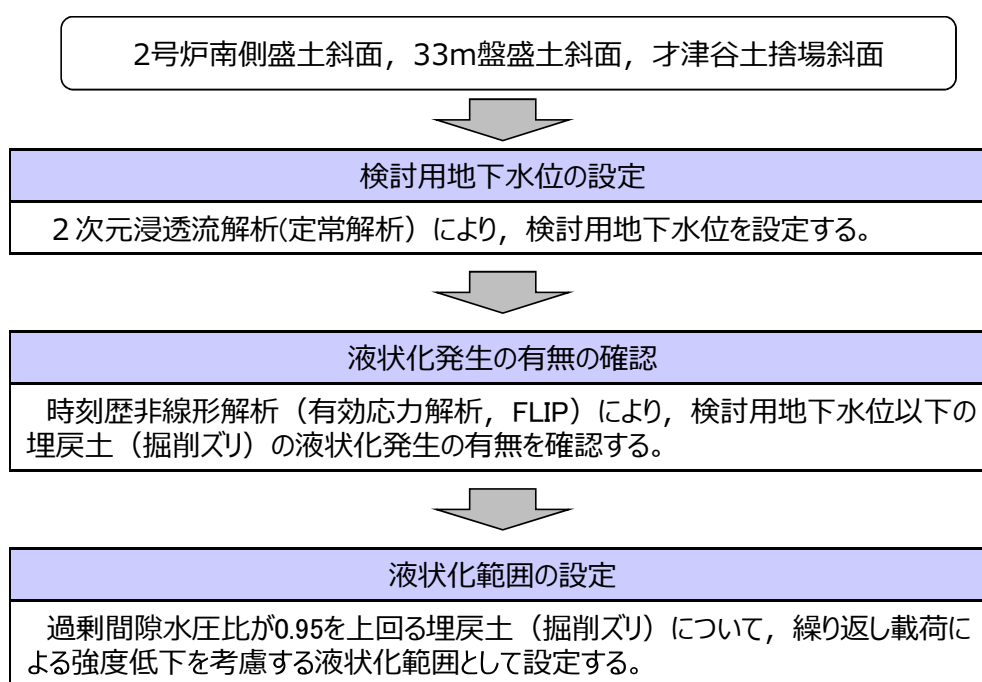 2号炉南側盛土斜面，33m盤盛土斜面，才津谷土捨場斜面
検討用地下水位の設定
２次元浸透流解析(定常解析）により，検討用地下水位を設定する。
液状化発生の有無の確認
時刻歴非線形解析（有効応力解析，FLIP）により，検討用地下水位以下の
埋戻土（掘削ズリ）の液状化発生の有無を確認する。
液状化範囲の設定
過剰間隙水圧比が0.95を上回る埋戻土（掘削ズリ）について，繰り返し載荷に
よる強度低下を考慮する液状化範囲として設定する。